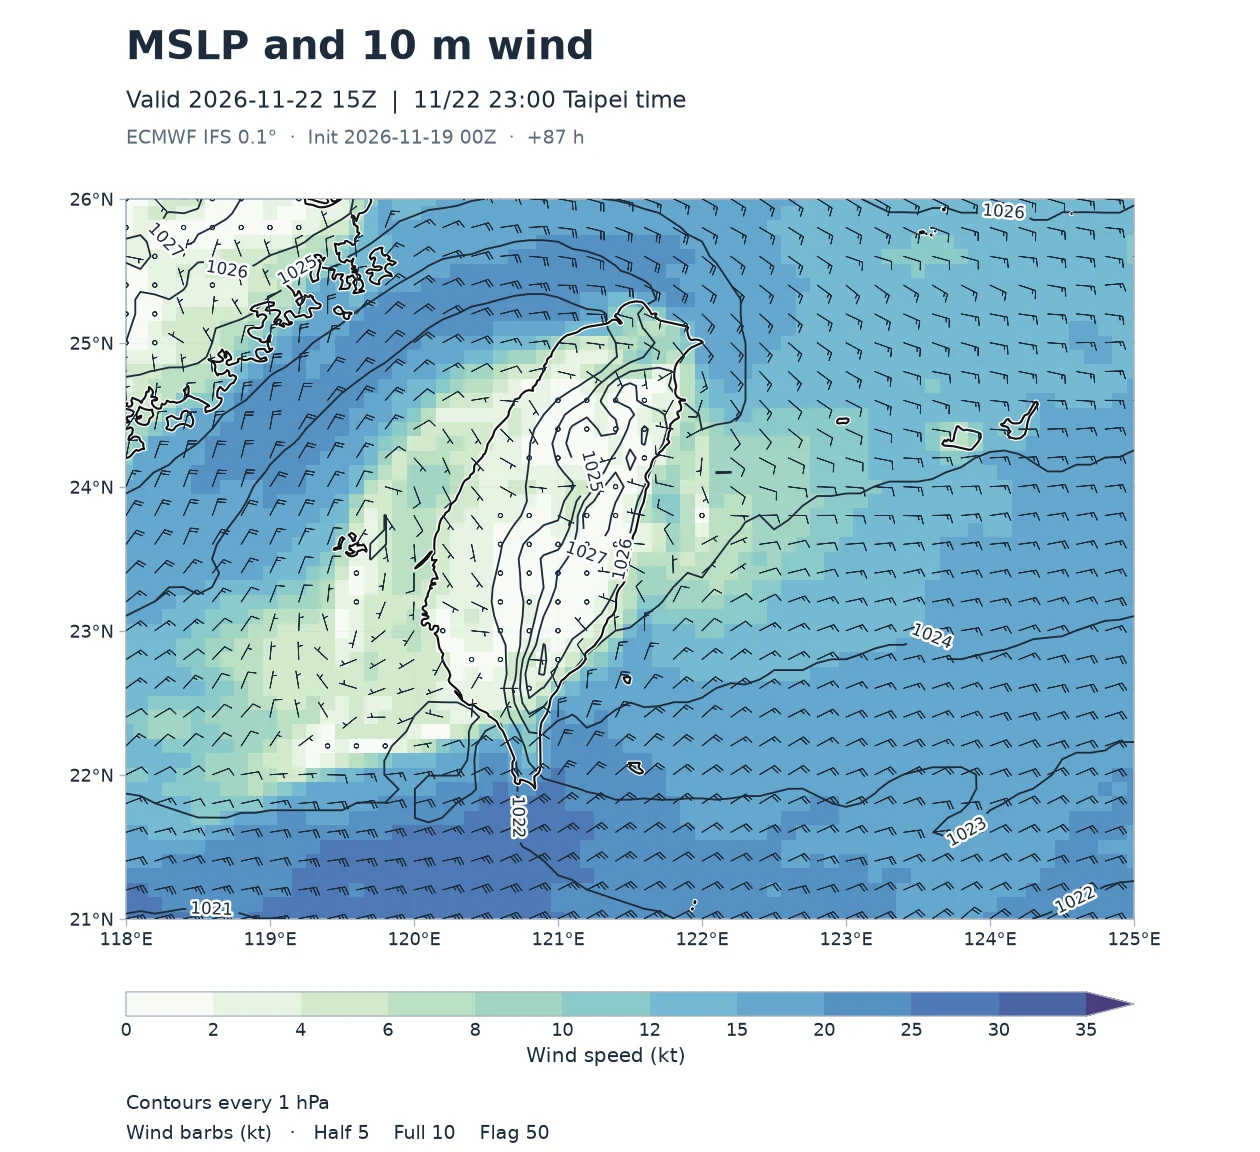 MSLP and 10 m wind
Valid 2026-11-22 15Z | 11/22 23:00 Taipei time
ECMWF IFS 0.1° · Init 2026-11-19 00Z · +87 h
26°N
25°N
24°N
23°N
22°N
21°N
1027
1026
1025
1026
1025
1027
1026
1024
1023
1022
1022
1021
118°E 119°E 120°E 121°E 122°E 123°E 124°E 125°E
0 2 4 6 8 10 12 15 20 25 30 35
Wind speed (kt)
Contours every 1 hPa
Wind barbs (kt) · Half 5 Full 10 Flag 50